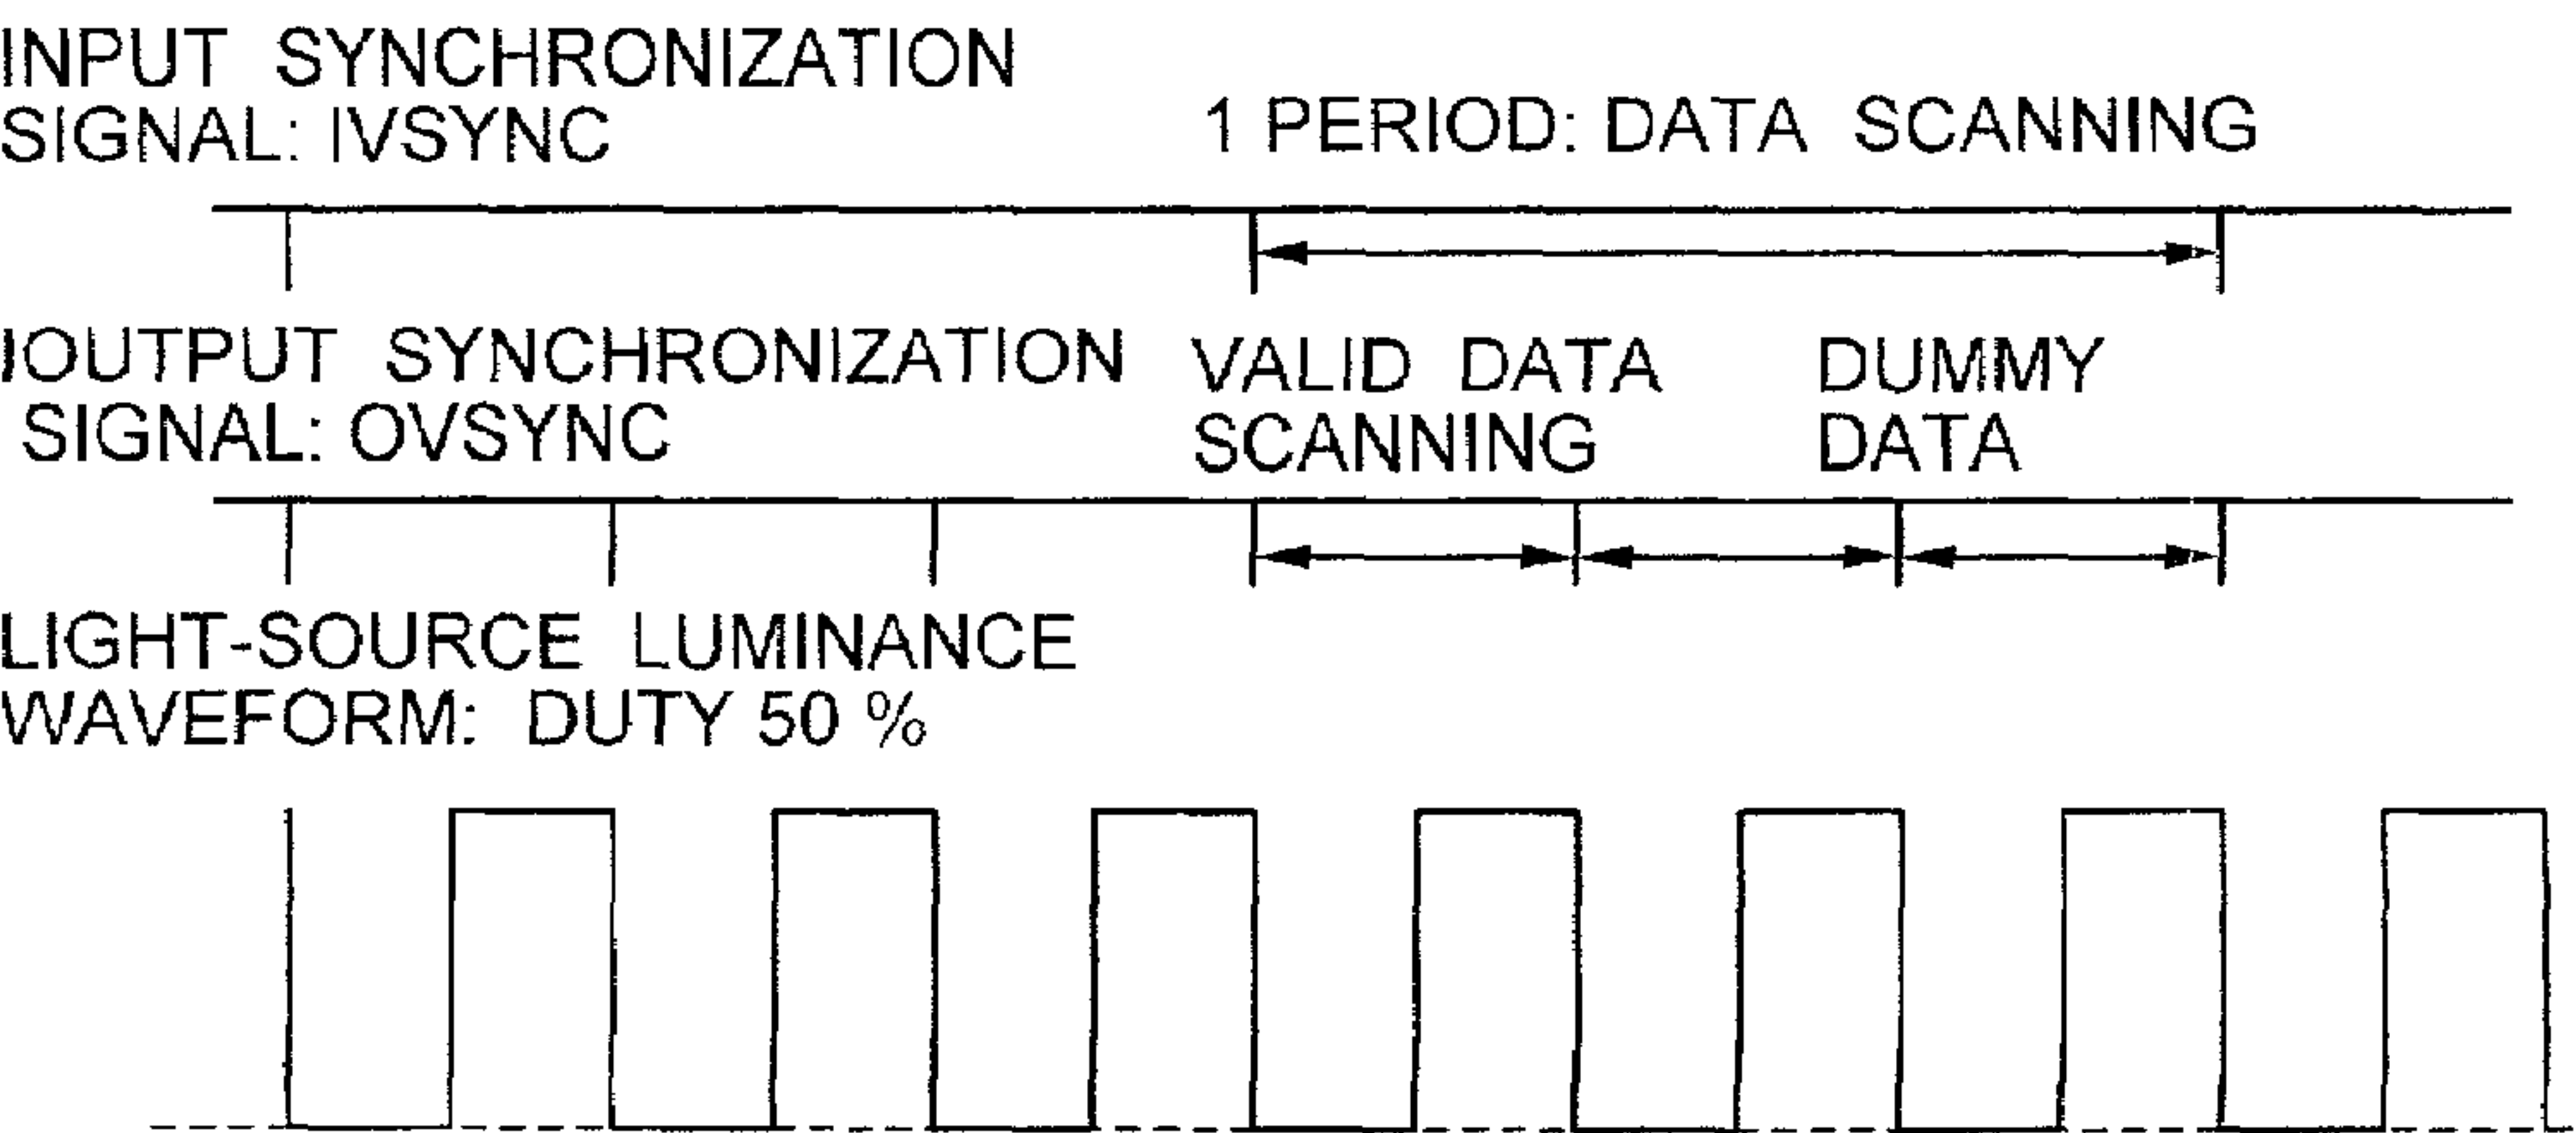 INPUT SYNCHRONIZATION
SIGNAL: IVSYNC
1 PERIOD: DATA SCANNING
IOUTPUT SYNCHRONIZATION
SIGNAL: OVSYNC
VALID DATA
SCANNING
DUMMY
DATA
LIGHT-SOURCE LUMINANCE
WAVEFORM: DUTY 50 %